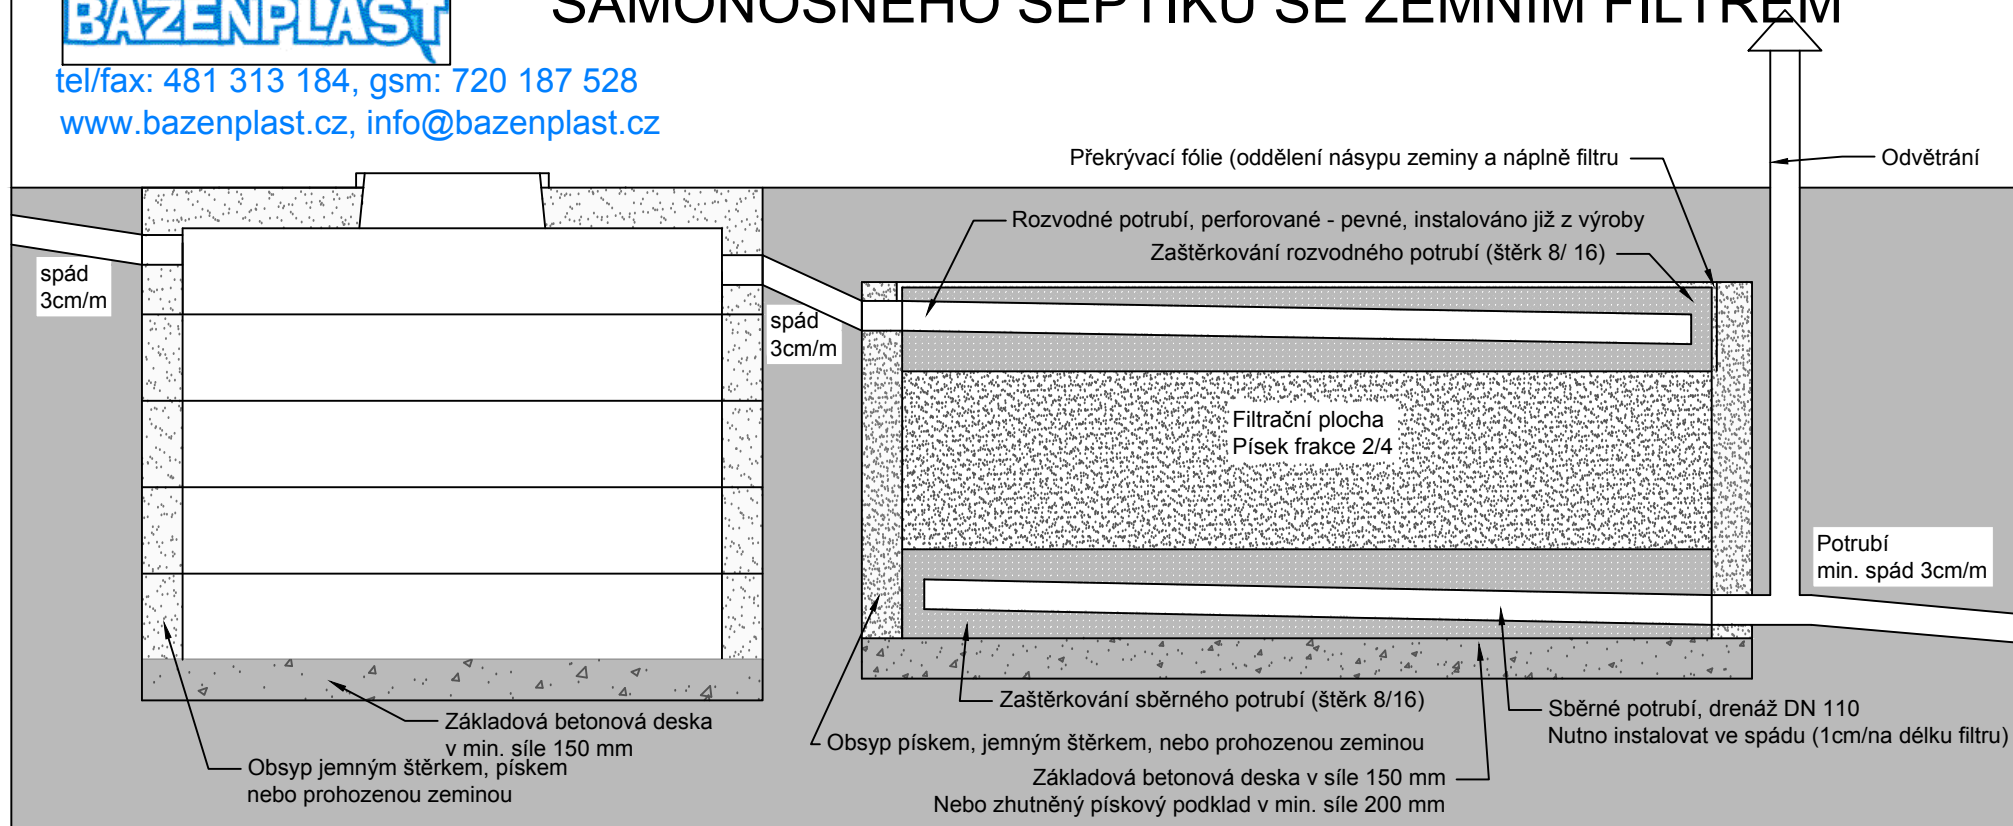 BAZENPLAST
SAMONOSNÉHO SEPTIKU SE ZEMNÍM FILTREM
tel/fax: 481 313 184, gsm: 720 187 528
www.bazenplast.cz, info@bazenplast.cz
Překrývací fólie (oddělení násypu zeminy a náplně filtru
Odvětrání
Rozvodné potrubí, perforované - pevné, instalováno již z výroby
Zaštěrkování rozvodného potrubí (štěrk 8/ 16)
spád
3cm/m
spád
3cm/m
Filtrační plocha
Písek frakce 2/4
Potrubí
min. spád 3cm/m
Zaštěrkování sběrného potrubí (štěrk 8/16)
Sběrné potrubí, drenáž DN 110
Nutno instalovat ve spádu (1cm/na délku filtru)
Základová betonová deska
v min. síle 150 mm
Obsyp pískem, jemným štěrkem, nebo prohozenou zeminou
Obsyp jemným štěrkem, pískem
nebo prohozenou zeminou
Základová betonová deska v síle 150 mm
Nebo zhutněný pískový podklad v min. síle 200 mm